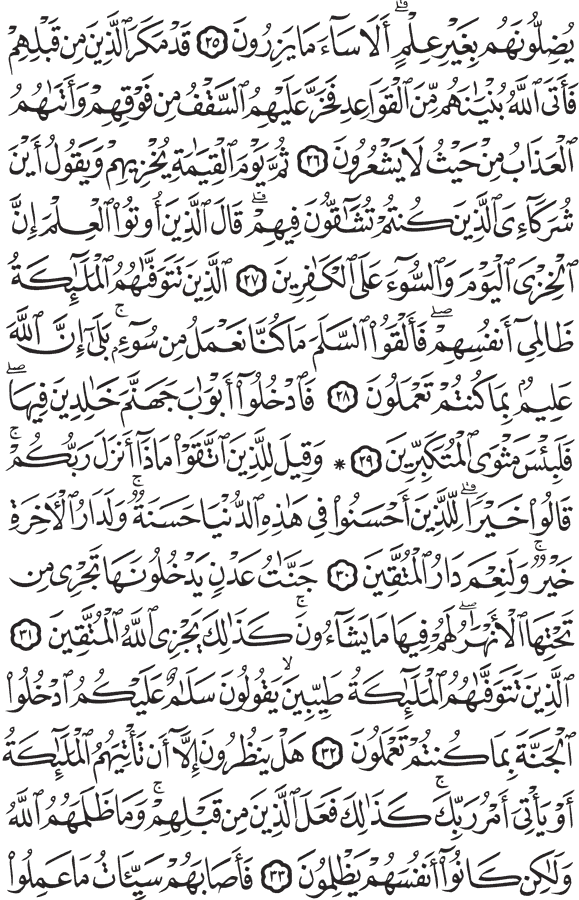 يُضِلُّونَهُم بِغَيْرِ عِلْمٍ ۗ أَلَا سَآءَ مَا يَزِرُونَ ٢٥ قَدْ مَكَرَ ٱلَّذِينَ مِن قَبْلِهِمْ
فَأَتَى ٱللَّهُ بُنْيَـٰنَهُم مِّنَ ٱلْقَوَاعِدِ فَخَرَّ عَلَيْهِمُ ٱلسَّقْفُ مِن فَوْقِهِمْ وَأَتَىٰهُمُ
ٱلْعَذَابُ مِنْ حَيْثُ لَا يَشْعُرُونَ ٢٦ ثُمَّ يَوْمَ ٱلْقِيَـٰمَةِ يُخْزِيهِمْ وَيَقُولُ أَيْنَ
شُرَكَآءِىَ ٱلَّذِينَ كُنتُمْ تُشَـٰٓقُّونَ فِيهِمْ ۚ قَالَ ٱلَّذِينَ أُوتُوا۟ ٱلْعِلْمَ إِنَّ
ٱلْخِزْىَ ٱلْيَوْمَ وَٱلسُّوٓءَ عَلَى ٱلْكَـٰفِرِينَ ٢٧ ٱلَّذِينَ تَتَوَفَّىٰهُمُ ٱلْمَلَـٰٓئِكَةُ
ظَالِمِىٓ أَنفُسِهِمْ ۖ فَأَلْقَوُا۟ ٱلسَّلَمَ مَا كُنَّا نَعْمَلُ مِن سُوٓءٍۭ ۚ بَلَىٰٓ إِنَّ ٱللَّهَ
عَلِيمٌۢ بِمَا كُنتُمْ تَعْمَلُونَ ٢٨ فَٱدْخُلُوٓا۟ أَبْوَٰبَ جَهَنَّمَ خَـٰلِدِينَ فِيهَا ۖ
فَلَبِئْسَ مَثْوَى ٱلْمُتَكَبِّرِينَ ٢٩ * وَقِيلَ لِلَّذِينَ ٱتَّقَوْا۟ مَاذَآ أَنزَلَ رَبُّكُمْ ۚ
قَالُوا۟ خَيْرًا ۗ لِّلَّذِينَ أَحْسَنُوا۟ فِى هَـٰذِهِ ٱلدُّنْيَا حَسَنَةٌ ۚ وَلَدَارُ ٱلْـَٔاخِرَةِ
خَيْرٌ ۚ وَلَنِعْمَ دَارُ ٱلْمُتَّقِينَ ٣٠ جَنَّـٰتُ عَدْنٍ يَدْخُلُونَهَا تَجْرِى مِن
تَحْتِهَا ٱلْأَنْهَـٰرُ ۖ لَهُمْ فِيهَا مَا يَشَآءُونَ ۚ كَذَٰلِكَ يَجْزِى ٱللَّهُ ٱلْمُتَّقِينَ ٣١
ٱلَّذِينَ تَتَوَفَّىٰهُمُ ٱلْمَلَـٰٓئِكَةُ طَيِّبِينَ ۙ يَقُولُونَ سَلَـٰمٌ عَلَيْكُمُ ٱدْخُلُوا۟
ٱلْجَنَّةَ بِمَا كُنتُمْ تَعْمَلُونَ ٣٢ هَلْ يَنظُرُونَ إِلَّآ أَن تَأْتِيَهُمُ ٱلْمَلَـٰٓئِكَةُ
أَوْ يَأْتِىَ أَمْرُ رَبِّكَ ۚ كَذَٰلِكَ فَعَلَ ٱلَّذِينَ مِن قَبْلِهِمْ ۚ وَمَا ظَلَمَهُمُ ٱللَّهُ
وَلَـٰكِن كَانُوٓا۟ أَنفُسَهُمْ يَظْلِمُونَ ٣٣ فَأَصَابَهُمْ سَيِّـَٔاتُ مَا عَمِلُوا۟